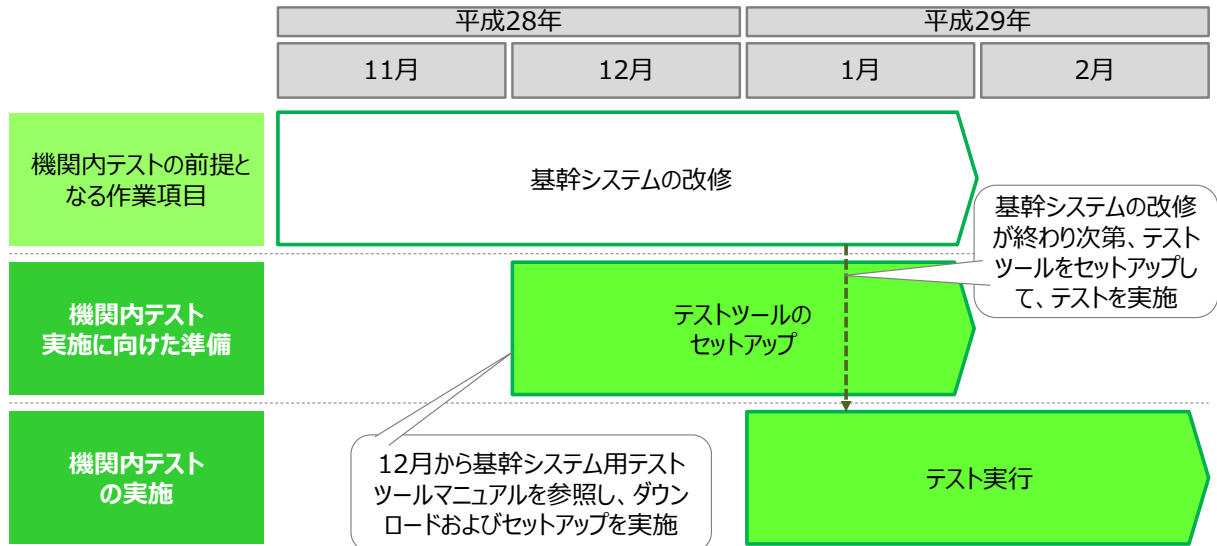 平成28年
平成29年
11月
12月
1月
2月
機関内テストの前提と
なる作業項目
基幹システムの改修
基幹システムの改修
が終わり次第、テスト
ツールをセットアップし
て、テストを実施
機関内テスト
実施に向けた準備
テストツールの
セットアップ
機関内テスト
の実施
12月から基幹システム用テスト
ツールマニュアルを参照し、ダウン
ロードおよびセットアップを実施
テスト実行